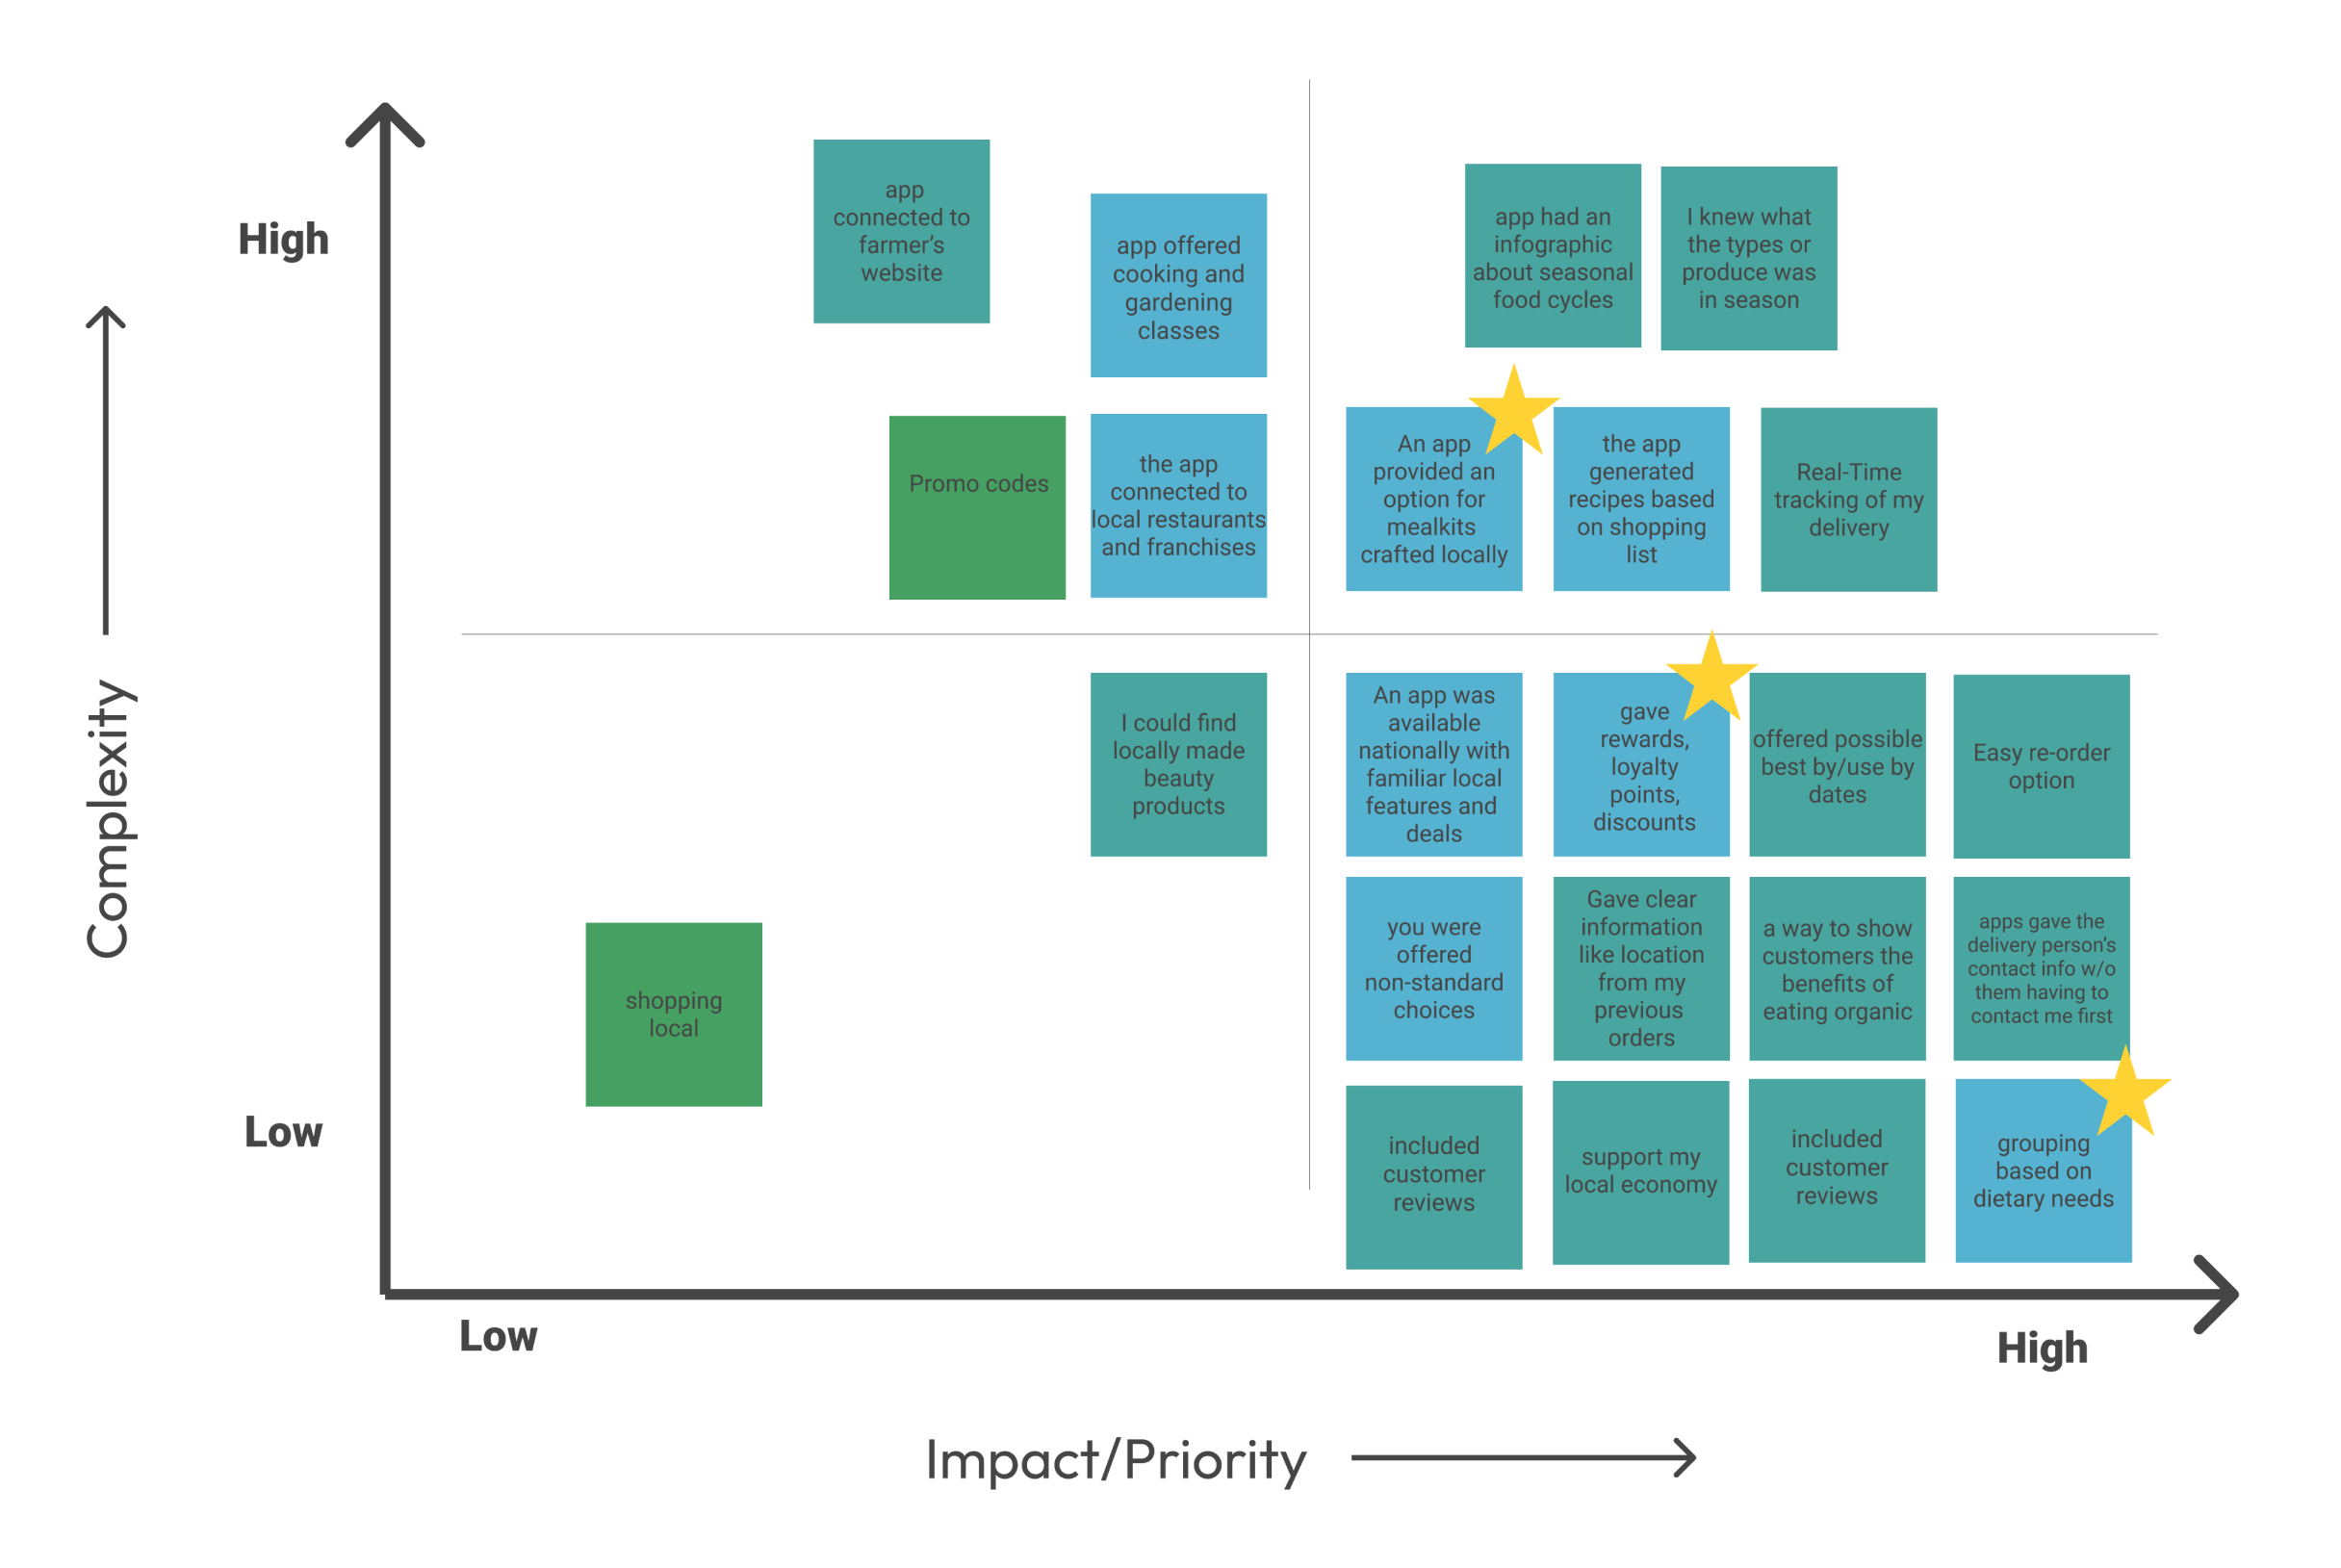 High
Complexity
Low
app
connected to
farmer's
website
app offered
cooking and
gardening
classes
app had an
infographic
about seasonal
food cycles
I knew what
the types or
produce was
in season
Promo codes
the app
connected to
local restaurants
and franchises
An app
provided an
option for
mealkits
crafted locally
the app
generated
recipes based
on shopping
list
Real-Time
tracking of my
delivery
I could find
locally made
beauty
products
An app was
available
nationally with
familiar local
features and
deals
gave
rewards,
loyalty
points,
discounts
offered possible
best by/use by
dates
Easy re-order
option
shopping
local
you were
offered
non-standard
choices
Gave clear
information
like location
from my
previous
orders
a way to show
customers the
benefits of
eating organic
apps gave the
delivery person's
contact info w/o
them having to
contact me first
included
customer
reviews
support my
local economy
included
customer
reviews
grouping
based on
dietary needs
Low
High
Impact/Priority